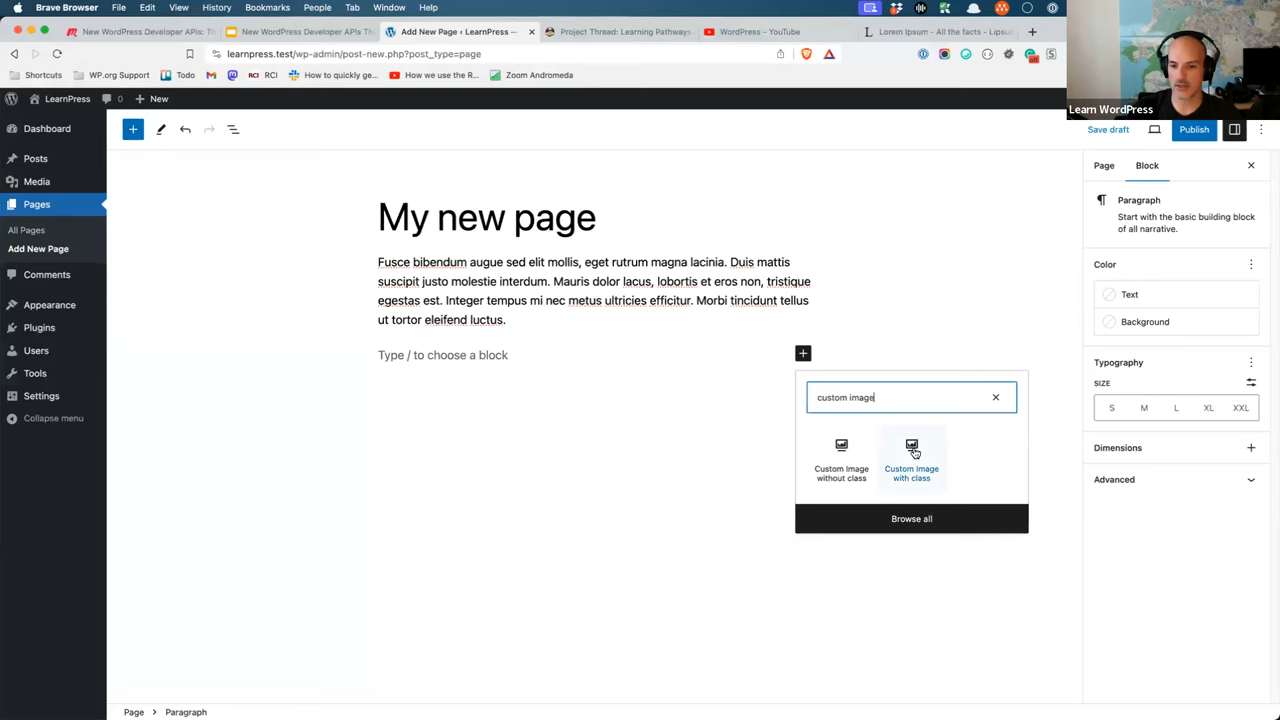 Brave Browser File Edit View History Bookmarks People Tab Window Help
New WordPress Developer APIs: Th
New WordPress Developer APIs Th
Add New Page ‹ LearnPress —
Project Thread: Learning Pathways
WordPress - YouTube
Lorem Ipsum - All the facts - Lipsu
learnpress.test/wp-admin/post-new.php?post_type=page
Shortcuts WP.org Support Todo RCI RCI How to quickly ge... How we use the R... Zoom Andromeda
Learn WordPress
LearnPress 0 New
Save draft Publish
Dashboard
Posts
Media
Pages
All Pages
Add New Page
Comments
Appearance
Plugins
Users
Tools
Settings
Collapse menu
My new page
Fusce bibendum augue sed elit mollis, eget rutrum magna lacinia. Duis mattis
suscipit justo molestie interdum. Mauris dolor lacus, lobortis et eros non, tristique
egestas est. Integer tempus mi nec metus ultricies efficitur. Morbi tincidunt tellus
ut tortor eleifend luctus.
Type / to choose a block
custom image
Custom Image
without class
Custom Image
with class
Browse all
Page Block
Paragraph
Start with the basic building block
of all narrative.
Color
Text
Background
Typography
SIZE
S M L XL XXL
Dimensions
Advanced
Page > Paragraph